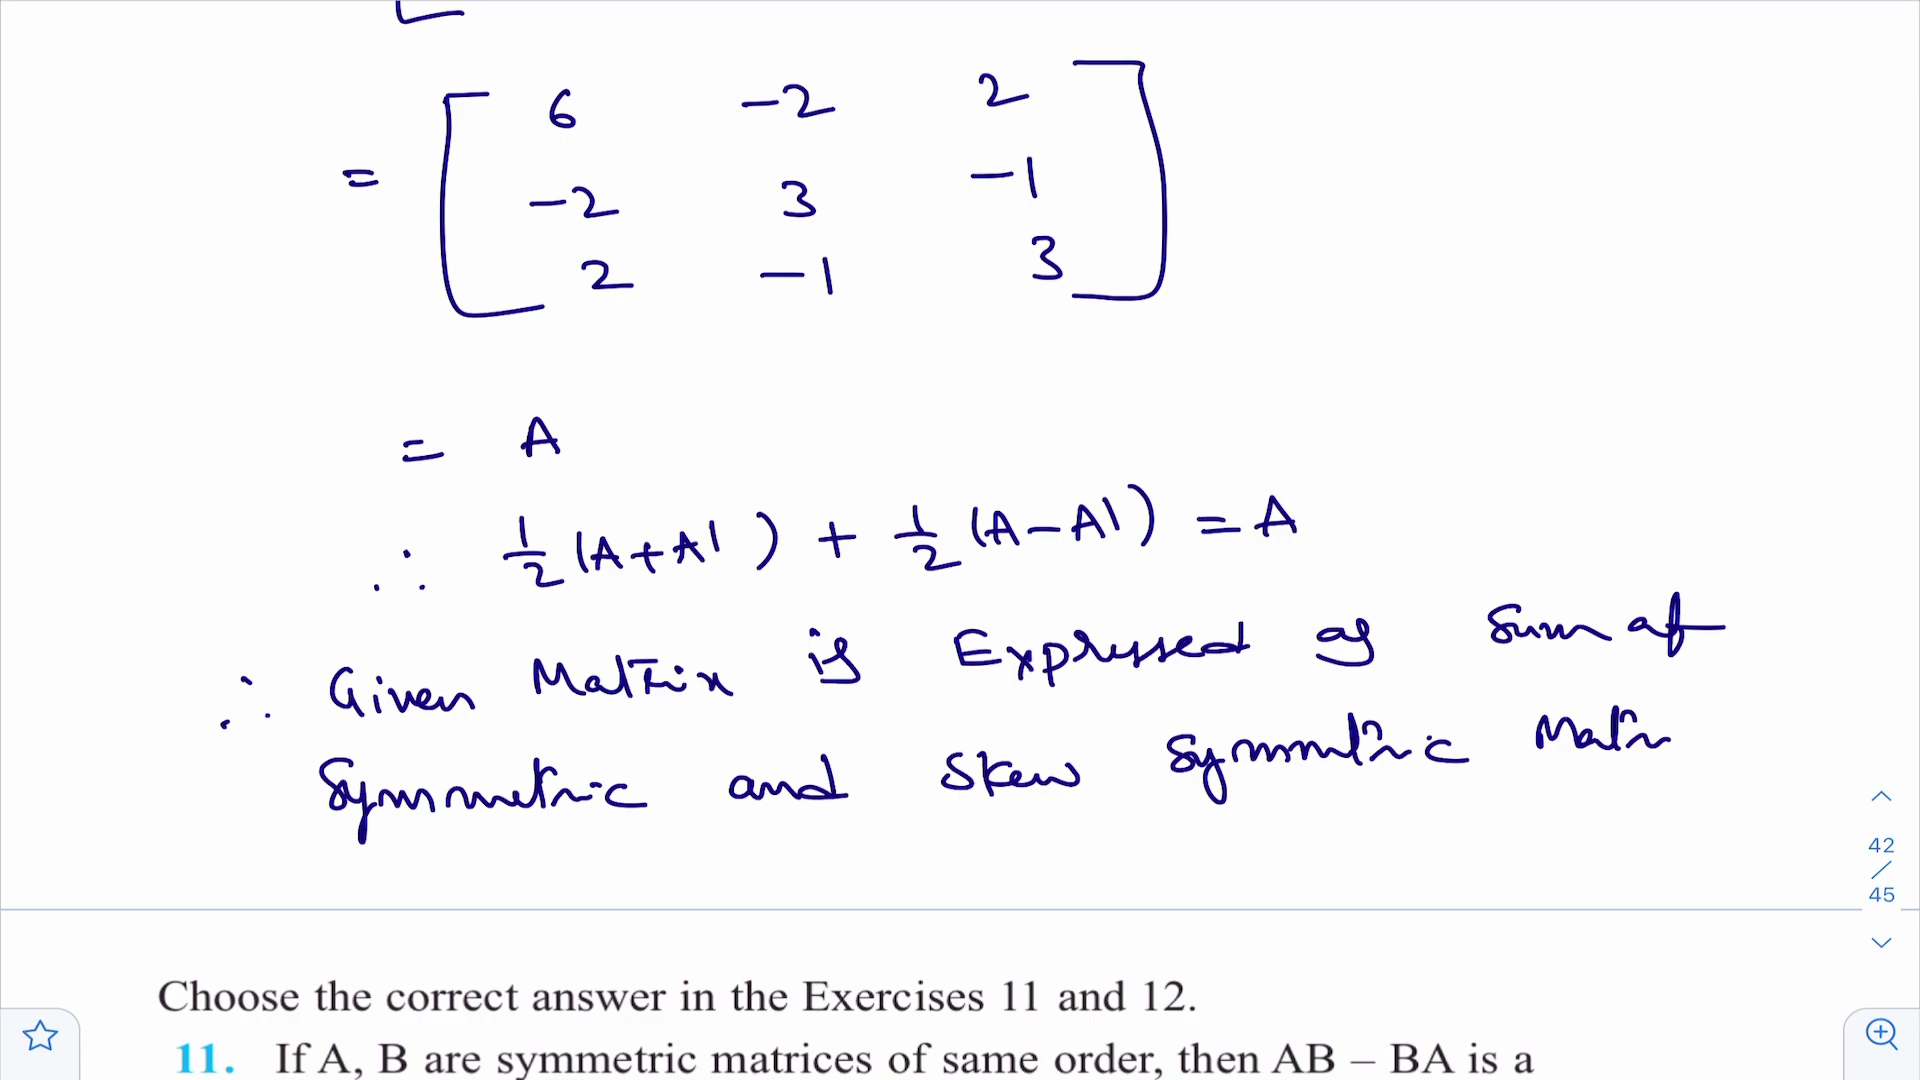 6 -2 2
= -2 3 -1
2 -1 3
= A
∴ 1/2 (A+A' ) + 1/2 (A-A') = A
∴ Given Matrix is Expressed as sum of
Symmetric and Skew Symmetric
42
/
45
Choose the correct answer in the Exercises 11 and 12.
11. If A, B are symmetric matrices of same order, then AB – BA is a